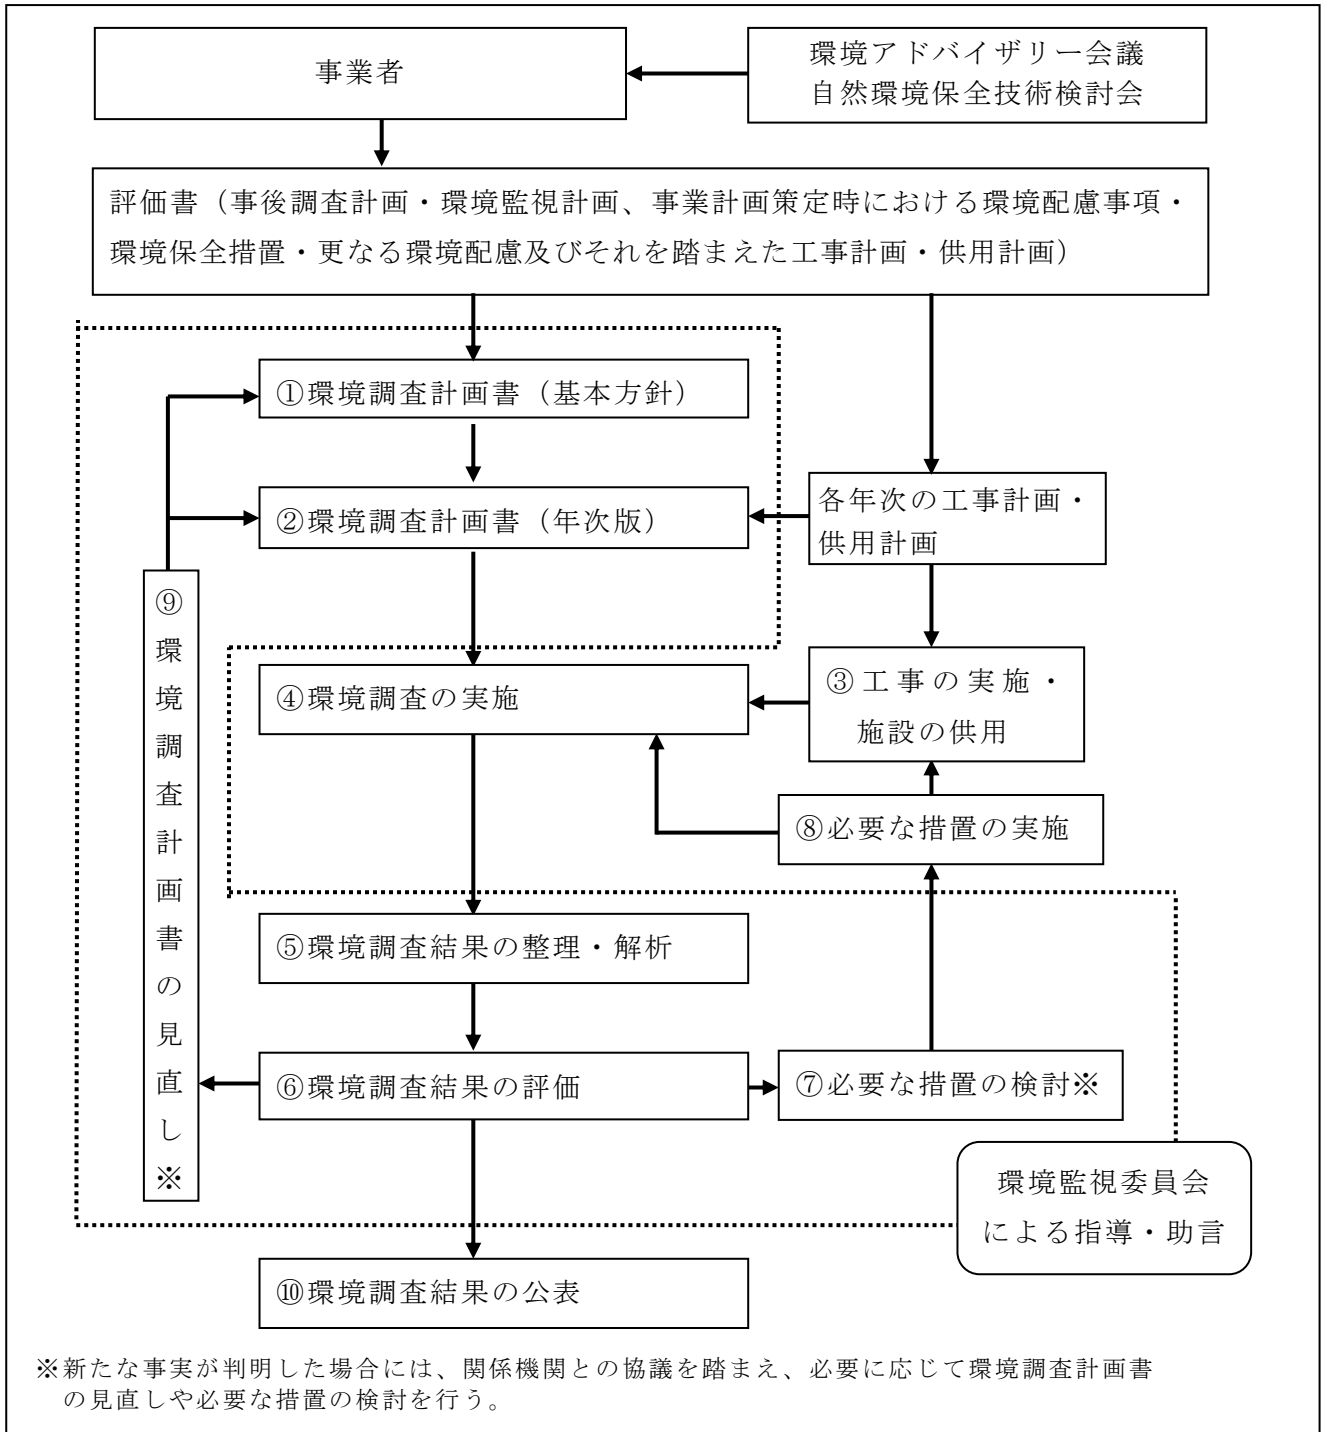 事業者
環境アドバイザリー会議
自然環境保全技術検討会
評価書（事後調査計画・環境監視計画、事業計画策定時における環境配慮事項・
環境保全措置・更なる環境配慮及びそれを踏まえた工事計画・供用計画）
①環境調査計画書（基本方針）
②環境調査計画書（年次版）
各年次の工事計画・
供用計画
③工事の実施・
施設の供用
④環境調査の実施
⑧必要な措置の実施
⑨環境調査計画書の見直し※
⑤環境調査結果の整理・解析
⑥環境調査結果の評価
⑦必要な措置の検討※
環境監視委員会
による指導・助言
⑩環境調査結果の公表
※新たな事実が判明した場合には、関係機関との協議を踏まえ、必要に応じて環境調査計画書
の見直しや必要な措置の検討を行う。